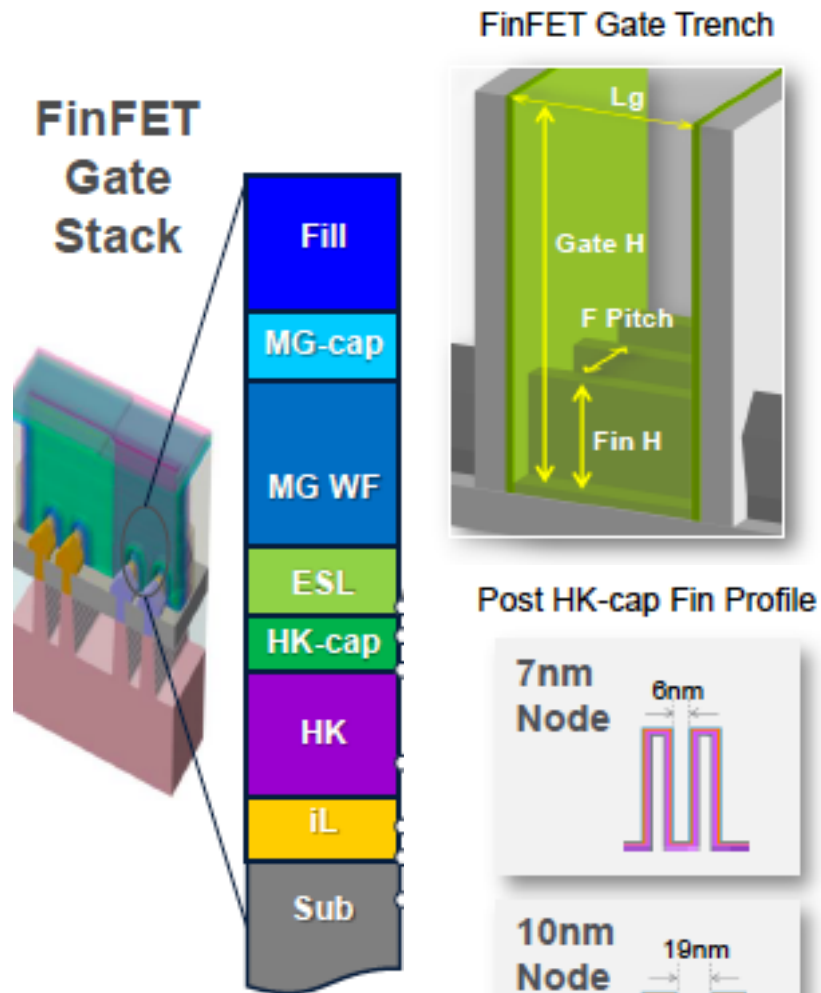 FinFET
Gate
Stack
Fill
MG-cap
MG WF
ESL
HK-cap
HK
iL
Sub
FinFET Gate Trench
Lg
Gate H
F Pitch
Fin H
Post HK-cap Fin Profile
7nm
Node
6nm
10nm
Node
19nm